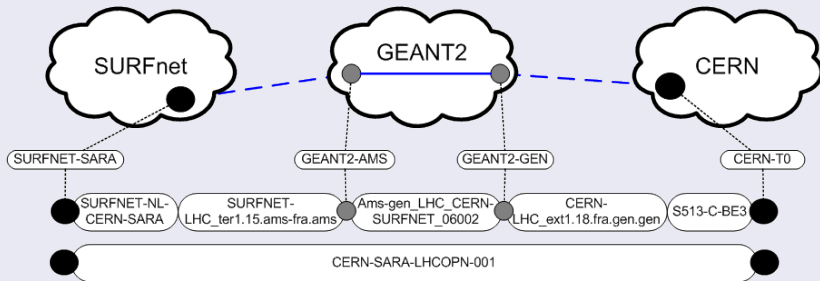 SURFnet
GEANT2
CERN
SURFNET-SARA
GEANT2-AMS
GEANT2-GEN
CERN-T0
SURFNET-NL-
CERN-SARA
SURFNET-
LHC_ter1.15.ams-fra.ams
Ams-gen_LHC_CERN-
SURFNET_06002
CERN-
LHC_ext1.18.fra.gen.gen
S513-C-BE3
CERN-SARA-LHCOPN-001